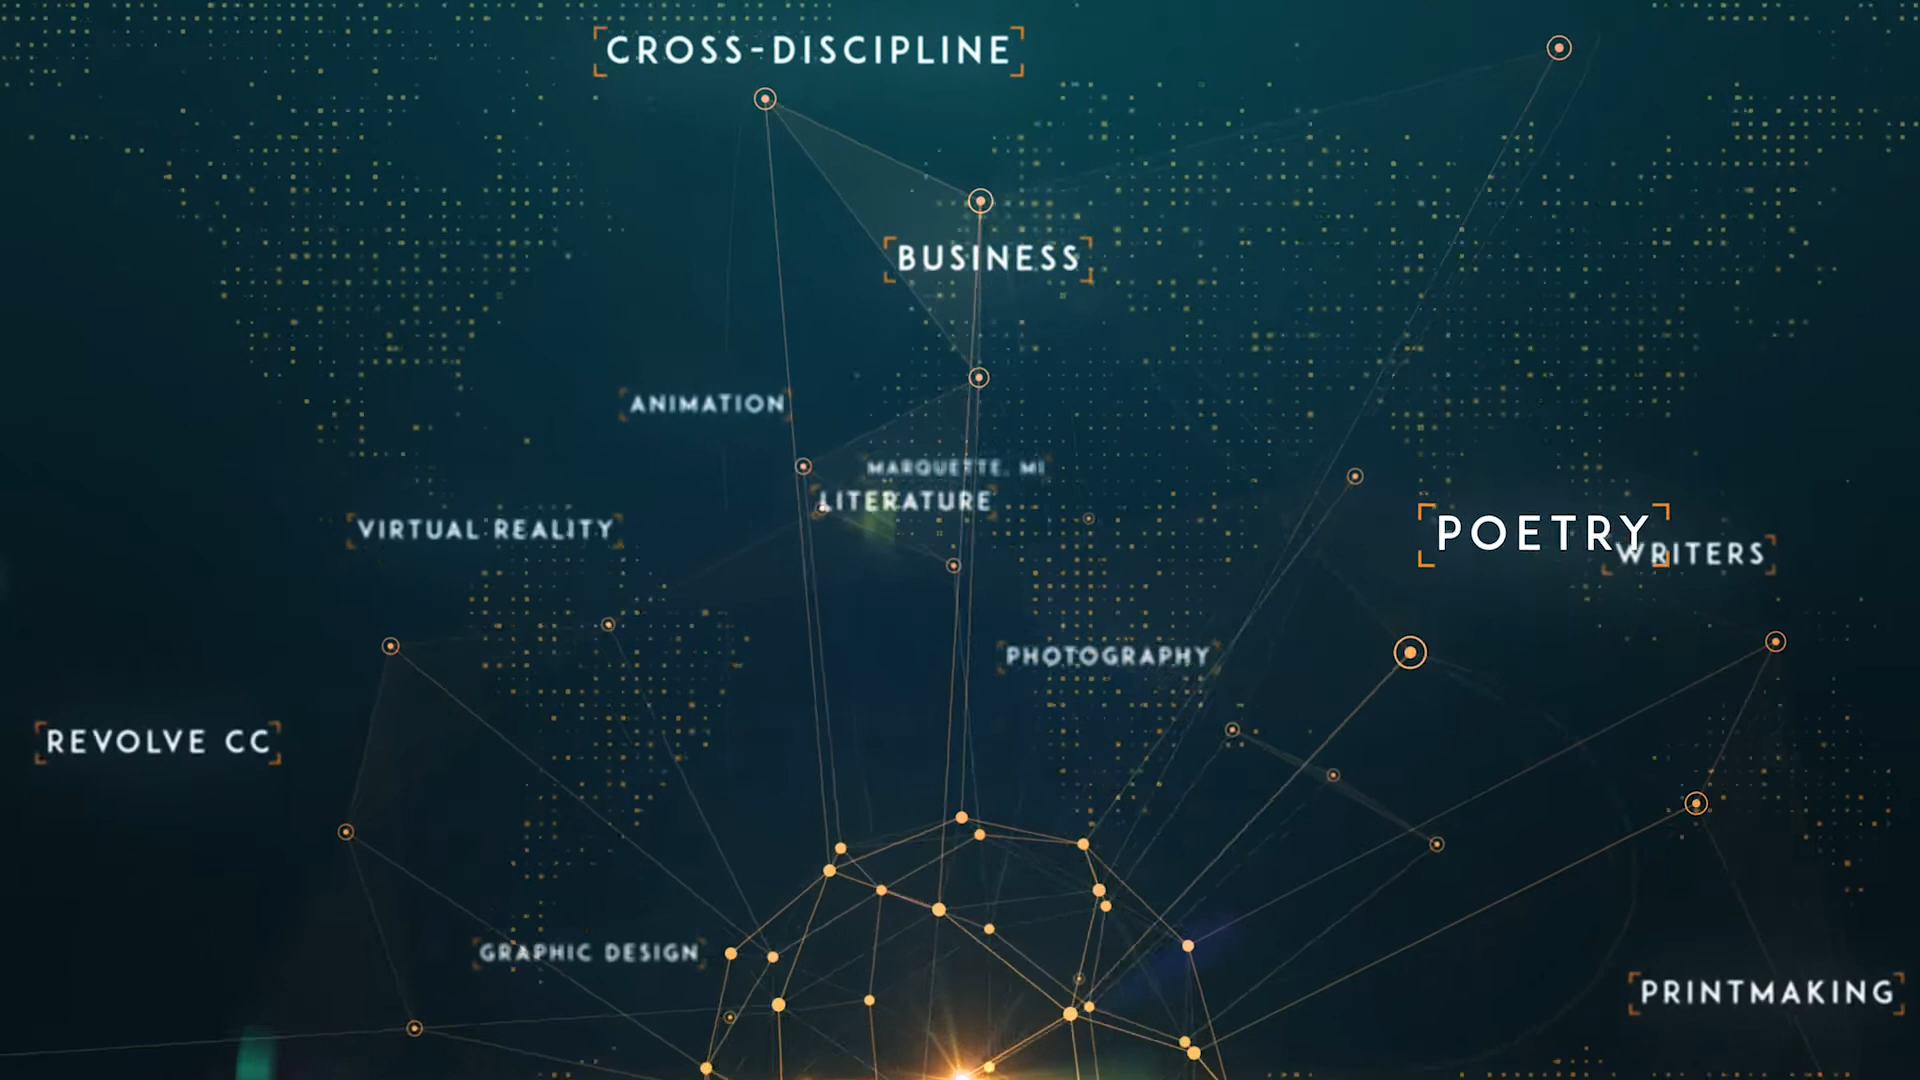 CROSS-DISCIPLINE
BUSINESS
ANIMATION
MARQUETTE, MI
LITERATURE
VIRTUAL REALITY
POETRY
WRITERS
PHOTOGRAPHY
REVOLVE CC
GRAPHIC DESIGN
PRINTMAKING